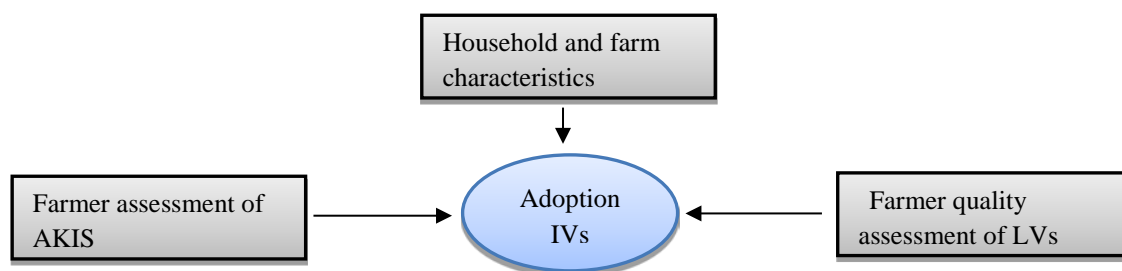 Household and farm
characteristics
Farmer assessment of
AKIS
Adoption
IVs
Farmer quality
assessment of LVs